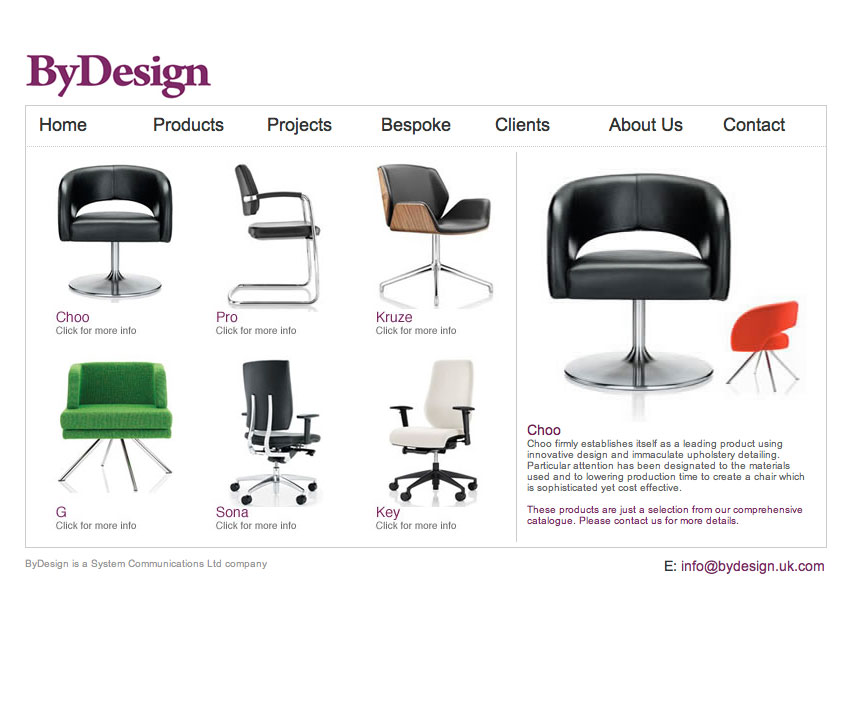 ByDesign
Home Products Projects Bespoke Clients About Us Contact
Choo
Click for more info
Pro
Click for more info
Kruze
Click for more info
G
Click for more info
Sona
Click for more info
Key
Click for more info
Choo
Choo firmly establishes itself as a leading product using
innovative design and immaculate upholstery detailing.
Particular attention has been designated to the materials
used and to lowering production time to create a chair which
is sophisticated yet cost effective.
These products are just a selection from our comprehensive
catalogue. Please contact us for more details.
ByDesign is a System Communications Ltd company
E: info@bydesign.uk.com